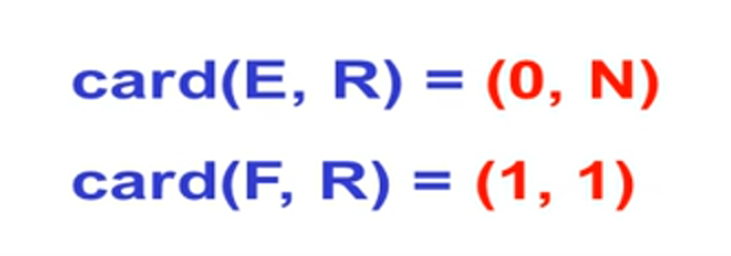 card(E, R) = (0, N)
card(F, R) = (1, 1)